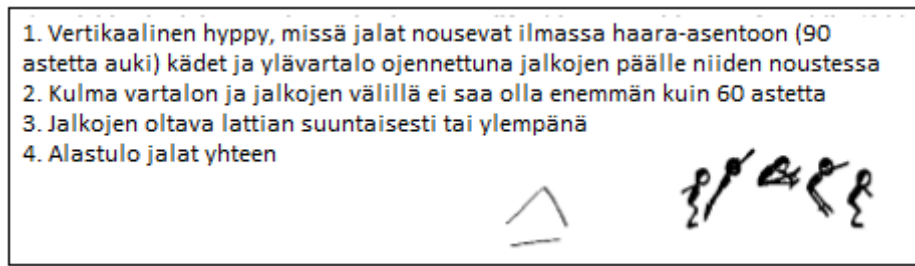 1. Vertikaalinen hyppy, missä jalat nousevat ilmassa haara-asentoon (90
astetta auki) kädet ja ylävartalo ojennettuna jalkojen päälle niiden noustessa
2. Kulma vartalon ja jalkojen välillä ei saa olla enemmän kuin 60 astetta
3. Jalkojen oltava lattian suuntaisesti tai ylempänä
4. Alastulo jalat yhteen